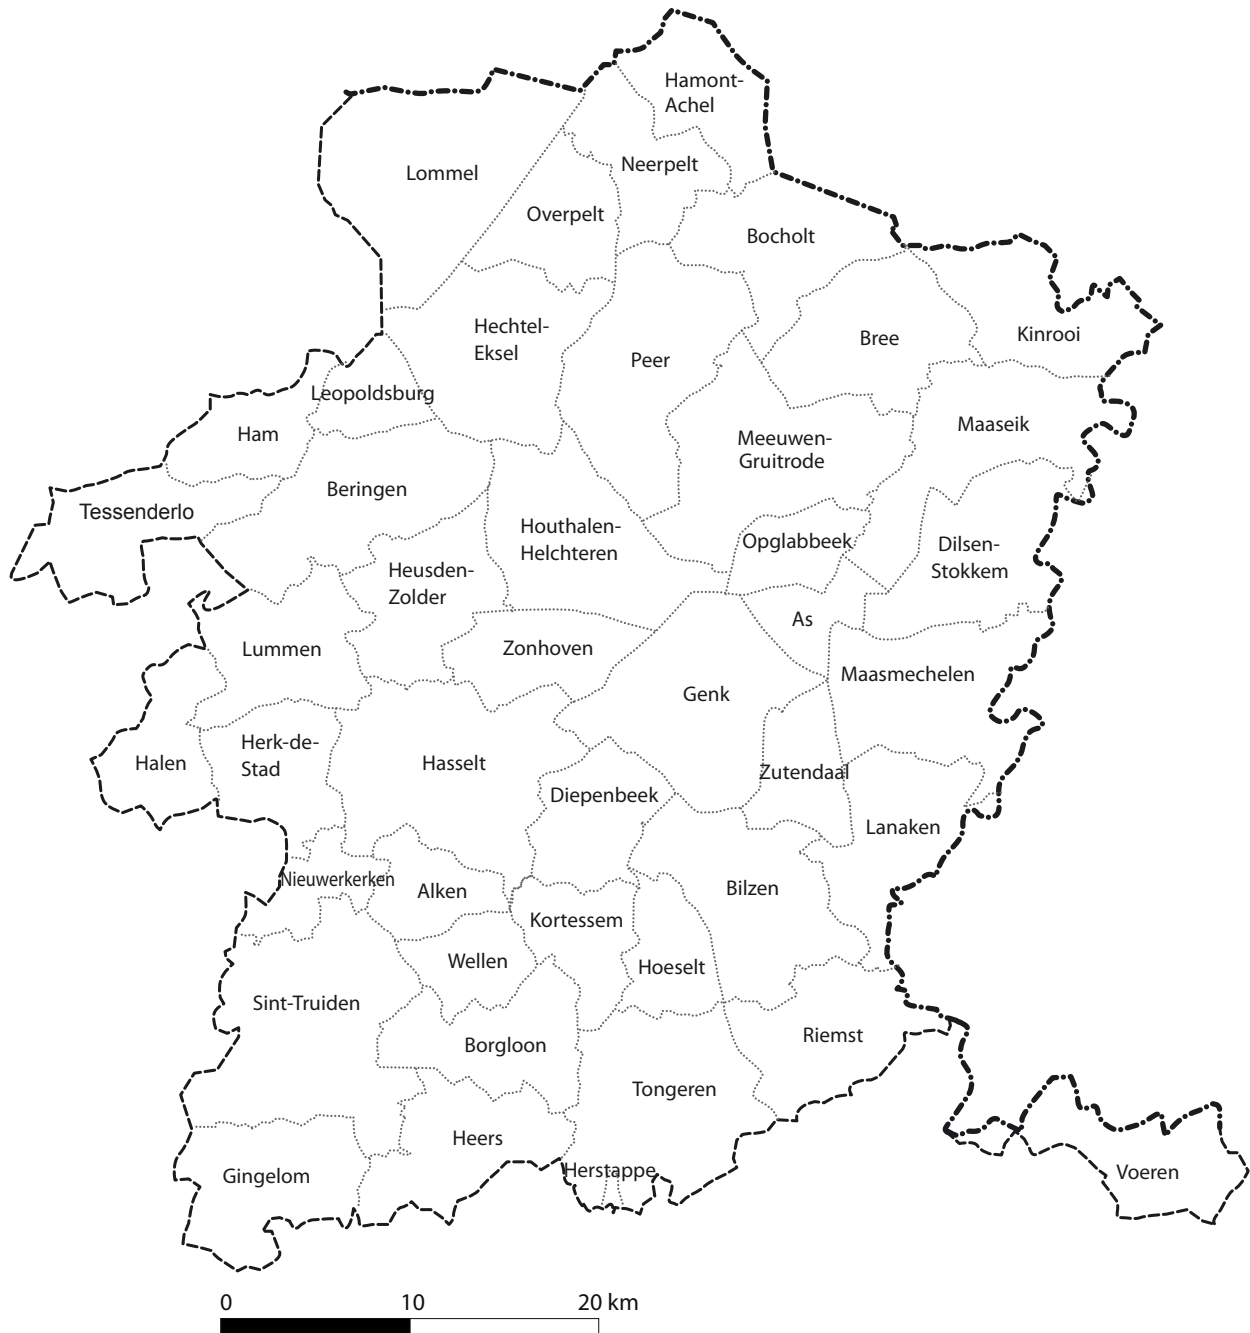 Hamont-
Achel
Neerpelt
Lommel
Overpelt
Bocholt
Hechtel-
Eksel
Peer
Bree
Kinrooi
Leopoldsburg
Ham
Maaseik
Meeuwen-
Gruitrode
Beringen
Tessenderlo
Houthalen-
Helchteren
Opglabbeek
Dilsen-
Stokkem
Heusden-
Zolder
As
Lummen
Zonhoven
Maasmechelen
Genk
Halen
Herk-de-
Stad
Hasselt
Zutendaal
Diepenbeek
Lanaken
Nieuwerkerken
Alken
Bilzen
Kortessem
Wellen
Hoeselt
Sint-Truiden
Borgloon
Riemst
Tongeren
Heers
Herstappe
Gingelom
Voeren
0 10 20 km